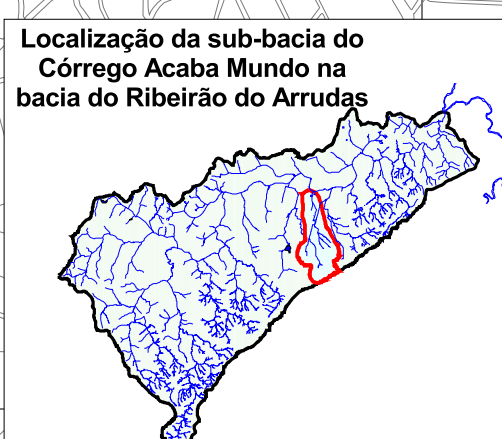 Localização da sub-bacia do
Córrego Acaba Mundo na
bacia do Ribeirão do Arrudas